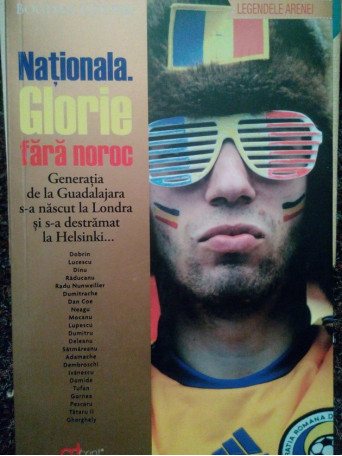 LEGENDELE ARENEI
Naționala.
Glorie
fără noroc
Generația
de la Guadalajara
s-a născut la Londra
și s-a destrămat
la Helsinki...
Dobrin
Lucescu
Dinu
Răducanu
Radu Nunweiller
Dumitrache
Dan Coe
Neagu
Mocanu
Lupescu
Dumitru
Deleanu
Sătmăreanu
Adamache
Dembrovschi
Ivăncescu
Domide
Tufan
Gornea
Pescaru
Tătaru II
Gherghely